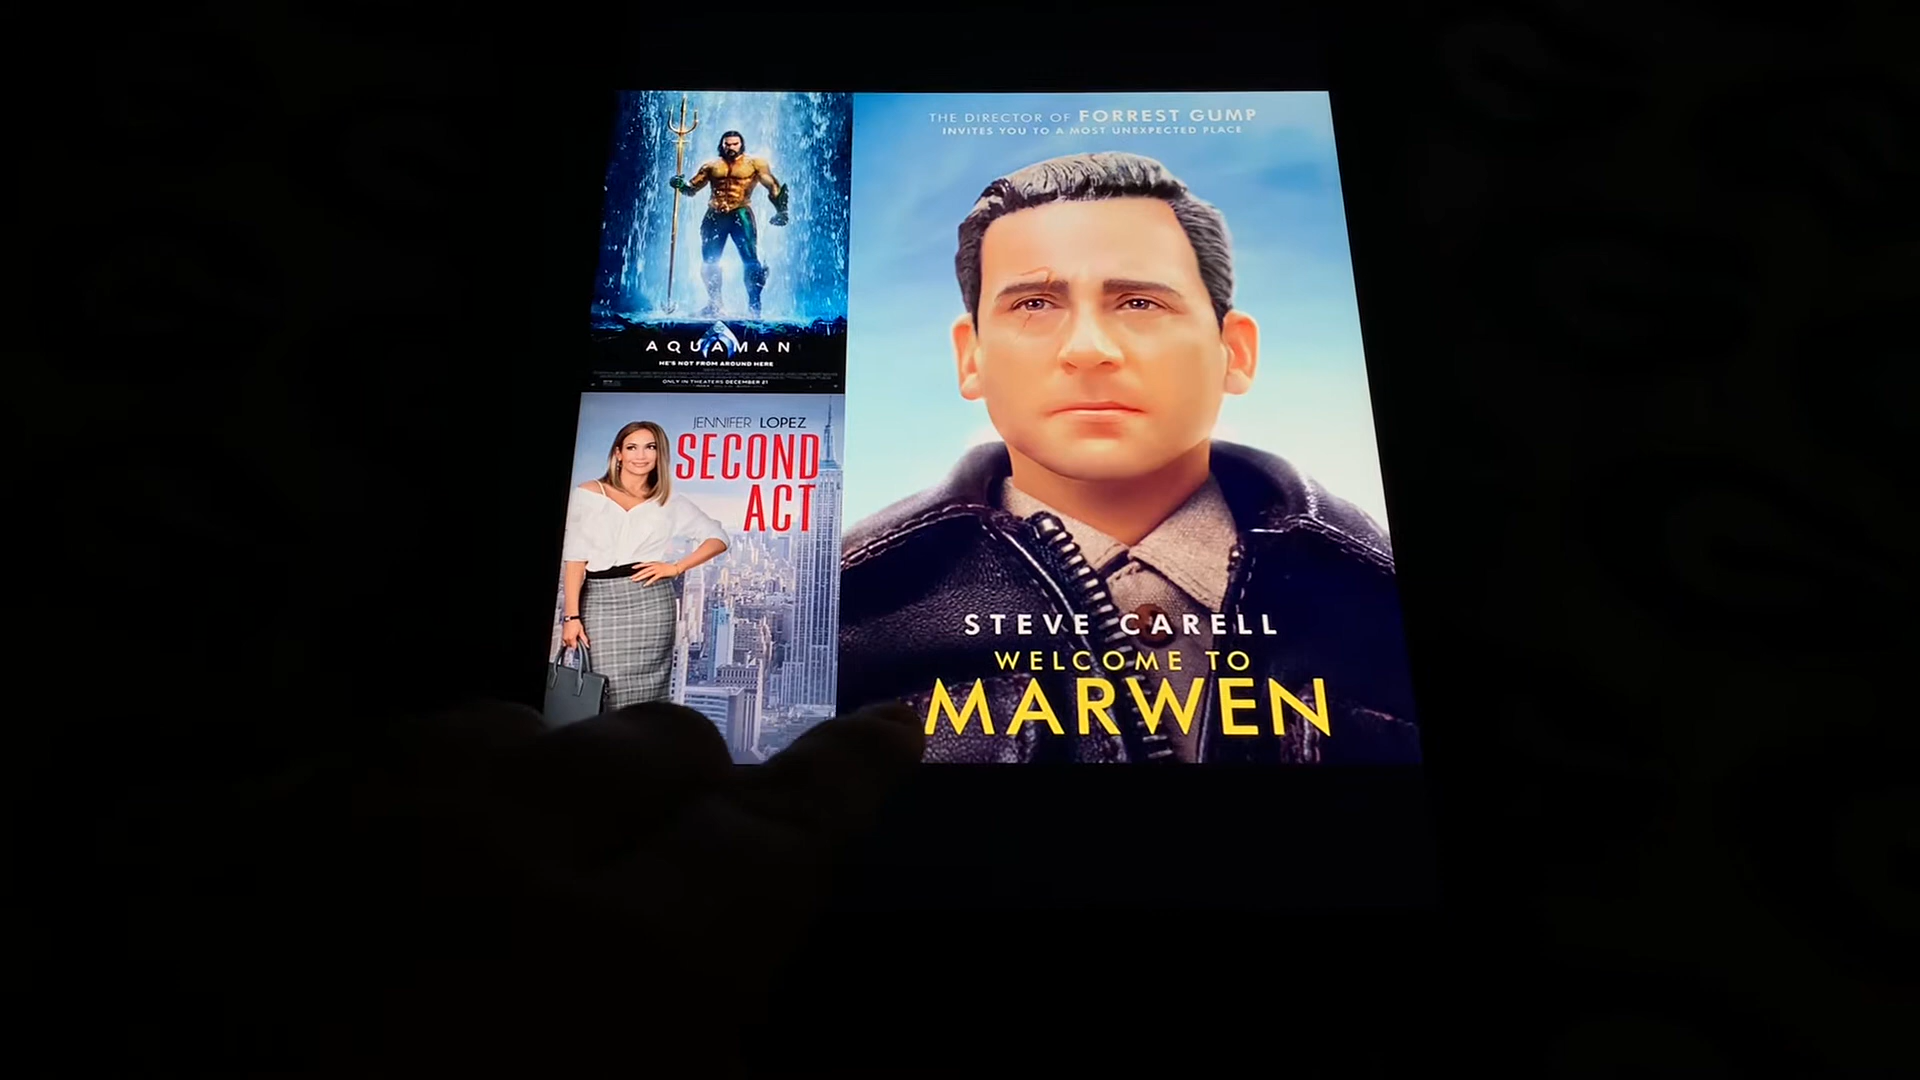 AQUAMAN
HE'S NOT FROM AROUND HERE
ONLY IN THEATERS DECEMBER 21
JENNIFER LOPEZ
SECOND
ACT
THE DIRECTOR OF FORREST GUMP
INVITES YOU TO A MOST UNEXPECTED PLACE
STEVE CARELL
WELCOME TO
MARWEN